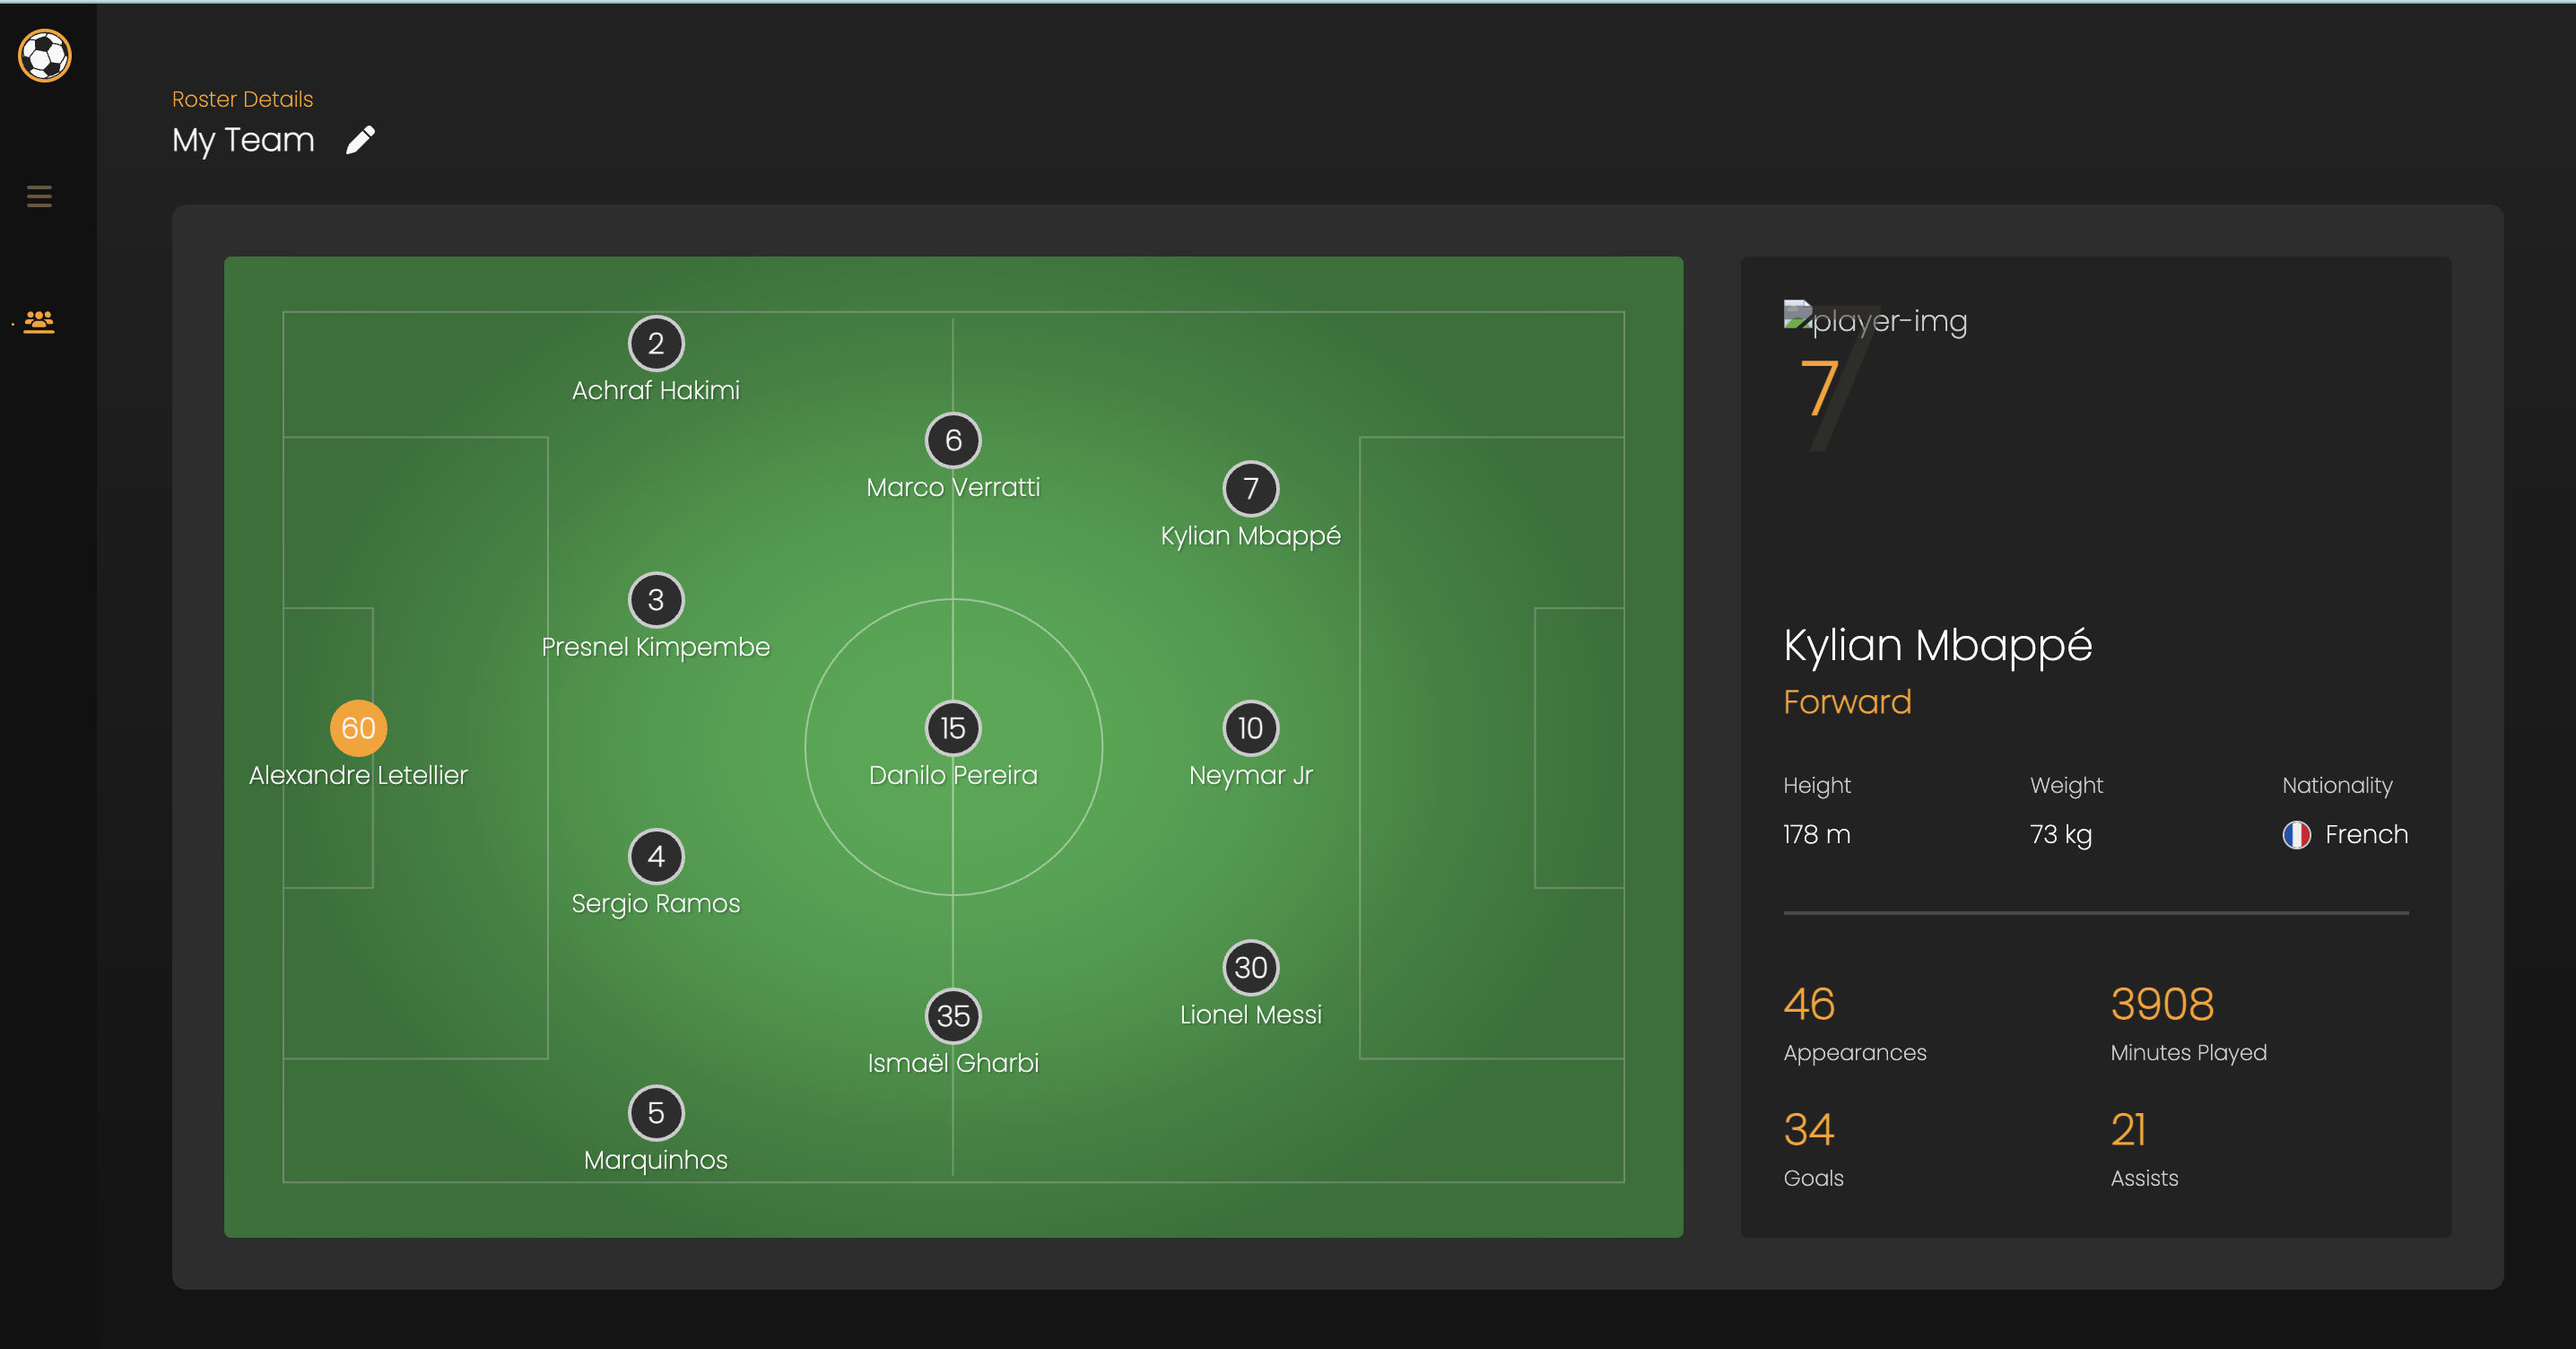 Roster Details
My Team
2
Achraf Hakimi
6
Marco Verratti
7
Kylian Mbappé
3
Presnel Kimpembe
60
Alexandre Letellier
15
Danilo Pereira
10
Neymar Jr
4
Sergio Ramos
30
Lionel Messi
35
Ismaël Gharbi
5
Marquinhos
player-img
7
7
Kylian Mbappé
Forward
Height Weight Nationality
178 m 73 kg French
46 3908
Appearances Minutes Played
34 21
Goals Assists